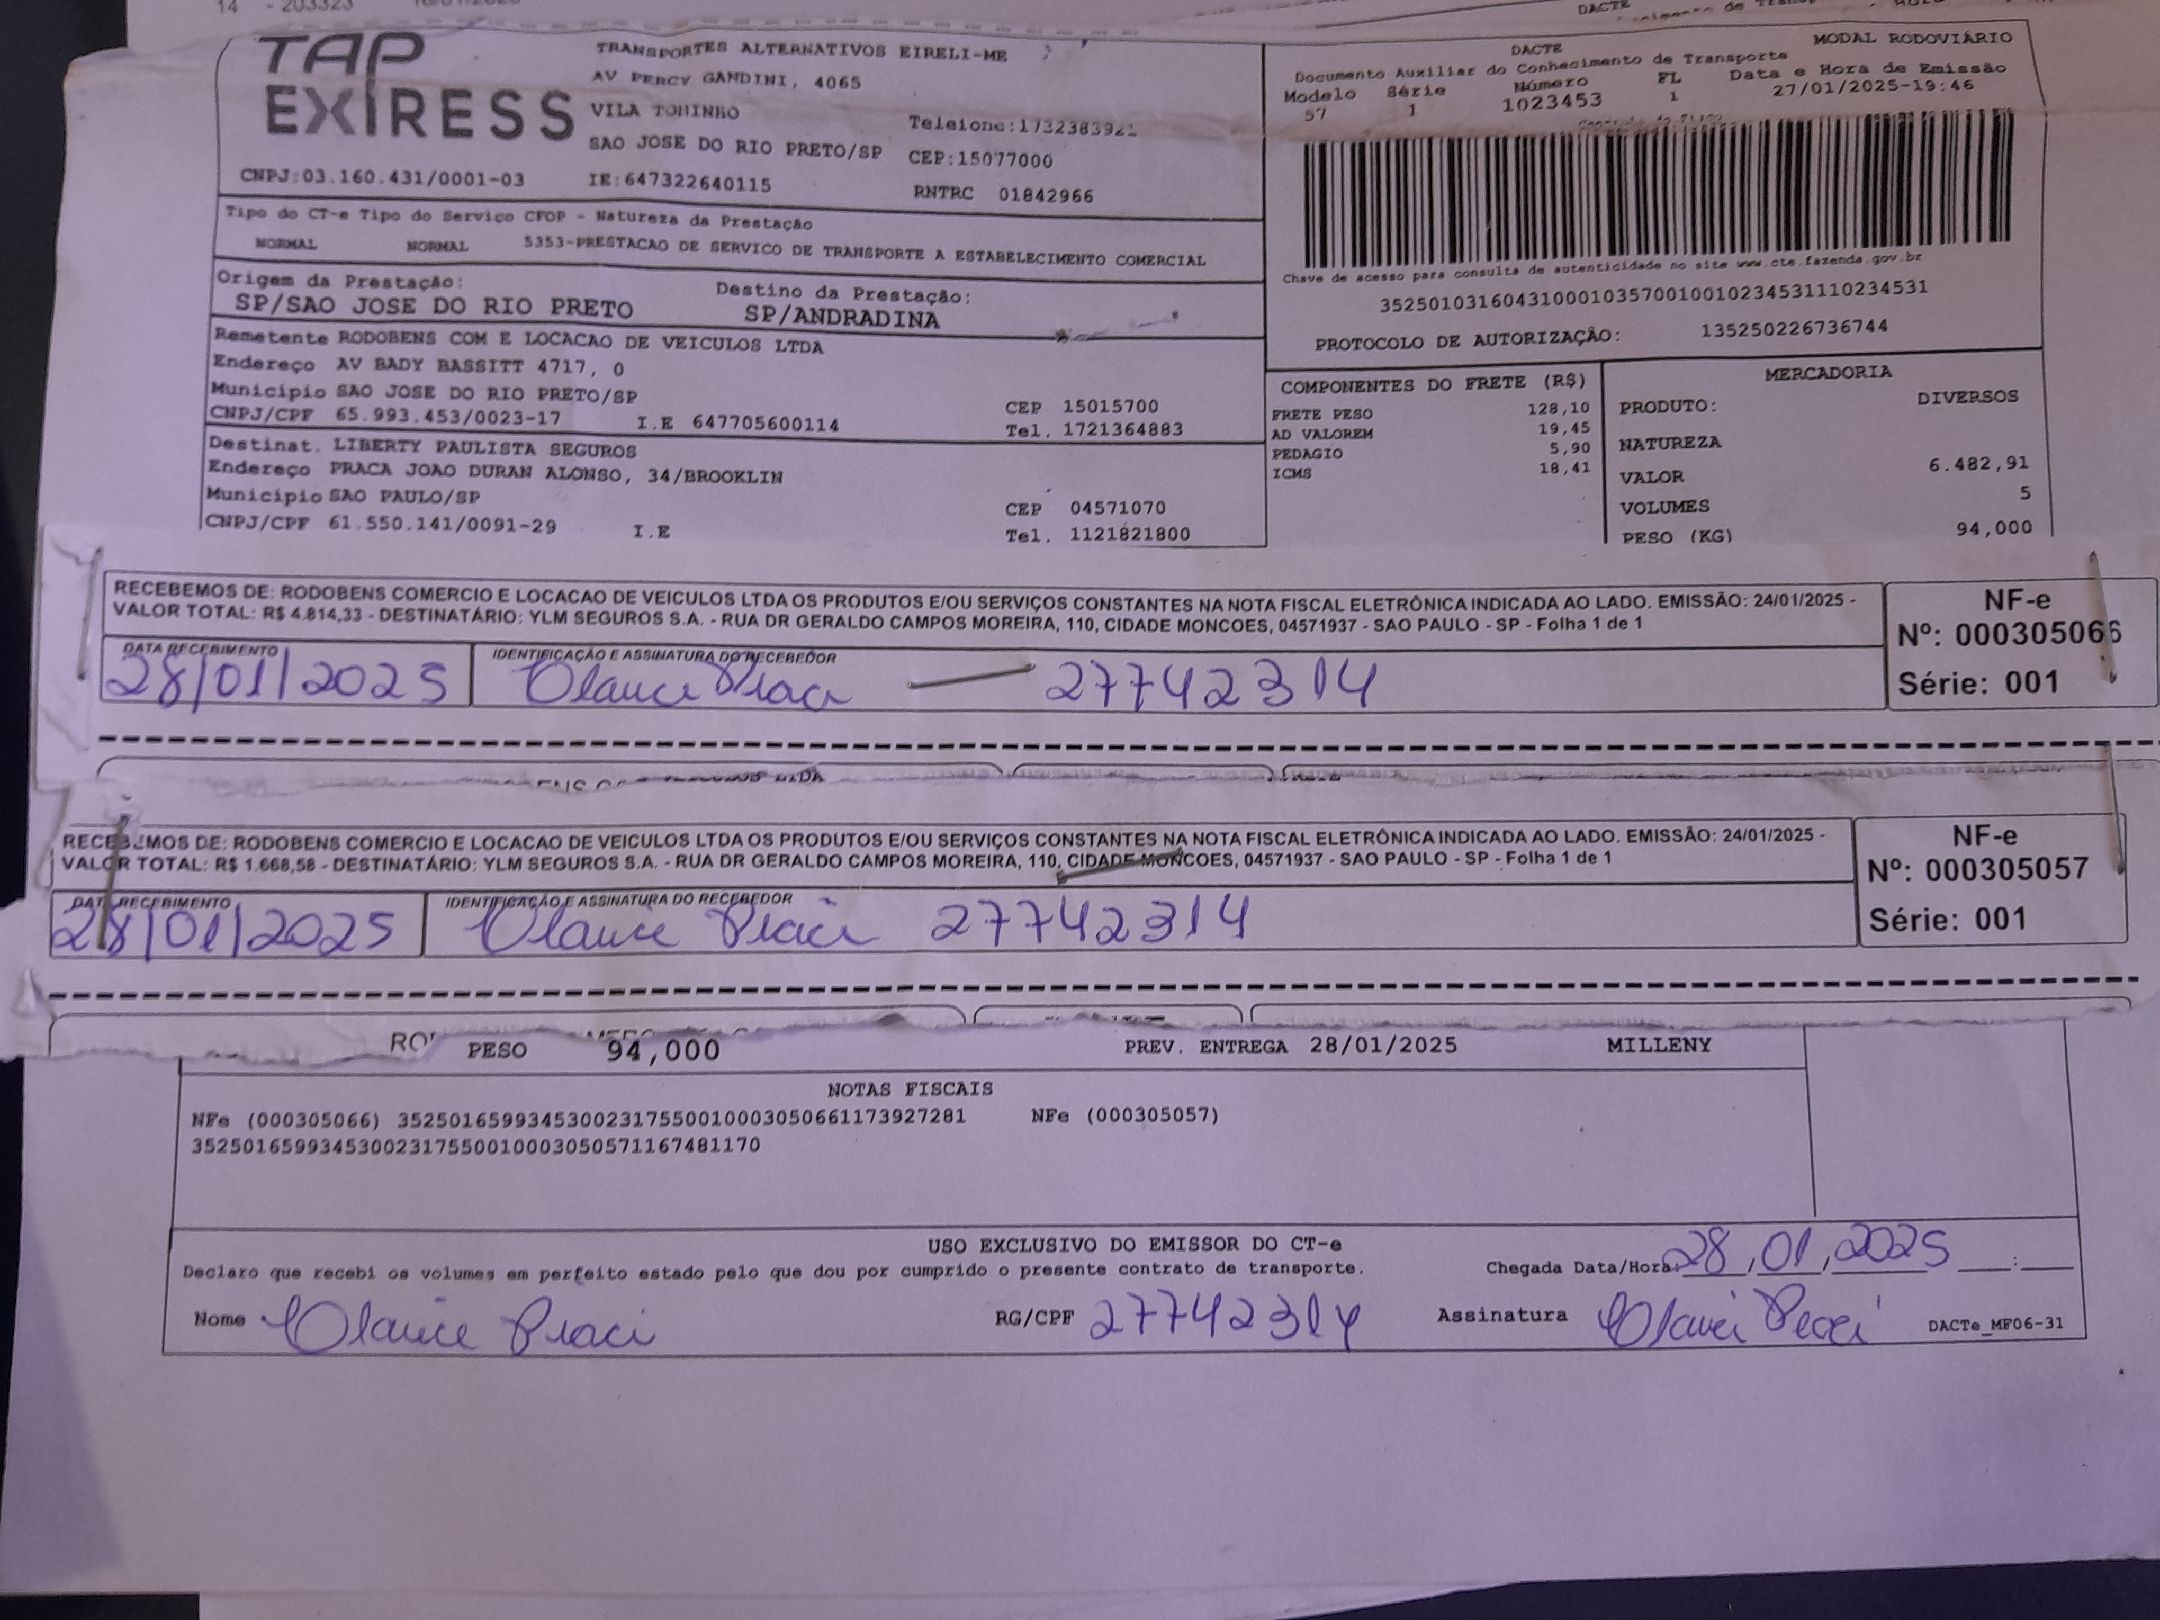 14 - 203323
DACTE
TAP
EXPRESS
TRANSPORTES ALTERNATIVOS EIRELI-ME
AV PERCY GANDINI, 4065
VILA TONINHO
SAO JOSE DO RIO PRETO/SP
CNPJ:03.160.431/0001-03 IE:647322640115
Telefone:1732383921
CEP:15077000
RNTRC 01842966
DACTE MODAL RODOVIÁRIO
Documento Auxiliar do Conhecimento de Transporte
Modelo Série Número FL Data e Hora de Emissão
57 1 1023453 1 27/01/2025-19:46
Tipo do CT-e Tipo do Serviço CFOP - Natureza da Prestação
NORMAL NORMAL 5353-PRESTACAO DE SERVICO DE TRANSPORTE A ESTABELECIMENTO COMERCIAL
Chave de acesso para consulta de autenticidade no site www.cte.fazenda.gov.br
35250103160431000103570010010234531110234531
PROTOCOLO DE AUTORIZAÇÃO: 135250226736744
Origem da Prestação: Destino da Prestação:
SP/SAO JOSE DO RIO PRETO SP/ANDRADINA
Remetente RODOBENS COM E LOCACAO DE VEICULOS LTDA
Endereço AV BADY BASSITT 4717, 0
Municipio SAO JOSE DO RIO PRETO/SP CEP 15015700
CNPJ/CPF 65.993.453/0023-17 I.E 647705600114 Tel. 1721364883
Destinat. LIBERTY PAULISTA SEGUROS
Endereço PRACA JOAO DURAN ALONSO, 34/BROOKLIN
Municipio SAO PAULO/SP CEP 04571070
CNPJ/CPF 61.550.141/0091-29 I.E Tel. 1121821800
COMPONENTES DO FRETE (R$)
FRETE PESO 128,10
AD VALOREM 19,45
PEDAGIO 5,90
ICMS 18,41
MERCADORIA
PRODUTO: DIVERSOS
NATUREZA
VALOR 6.482,91
VOLUMES 5
PESO (KG) 94,000
RECEBEMOS DE: RODOBENS COMERCIO E LOCACAO DE VEICULOS LTDA OS PRODUTOS E/OU SERVIÇOS CONSTANTES NA NOTA FISCAL ELETRÔNICA INDICADA AO LADO. EMISSÃO: 24/01/2025 -
VALOR TOTAL: R$ 4.814,33 - DESTINATÁRIO: YLM SEGUROS S.A. - RUA DR GERALDO CAMPOS MOREIRA, 110, CIDADE MONCOES, 04571937 - SAO PAULO - SP - Folha 1 de 1
DATA RECEBIMENTO IDENTIFICAÇÃO E ASSINATURA DO RECEBEDOR
28/01/2025 27742314
NF-e
Nº: 000305066
Série: 001
LTDA
RECEBEMOS DE: RODOBENS COMERCIO E LOCACAO DE VEICULOS LTDA OS PRODUTOS E/OU SERVIÇOS CONSTANTES NA NOTA FISCAL ELETRÔNICA INDICADA AO LADO. EMISSÃO: 24/01/2025 -
VALOR TOTAL: R$ 1.668,58 - DESTINATÁRIO: YLM SEGUROS S.A. - RUA DR GERALDO CAMPOS MOREIRA, 110, CIDADE MONCOES, 04571937 - SAO PAULO - SP - Folha 1 de 1
DATA RECEBIMENTO IDENTIFICAÇÃO E ASSINATURA DO RECEBEDOR
28/01/2025 27742314
NF-e
Nº: 000305057
Série: 001
PESO 94,000 PREV. ENTREGA 28/01/2025 MILLENY
NOTAS FISCAIS
NFe (000305066) 35250165993453002317550010003050661173927281 NFe (000305057)
35250165993453002317550010003050571167481170
USO EXCLUSIVO DO EMISSOR DO CT-e
Declaro que recebi os volumes em perfeito estado pelo que dou por cumprido o presente contrato de transporte. Chegada Data/Hora: 28,01,2025 :
Nome RG/CPF 27742314 Assinatura DACTe_MF06-31